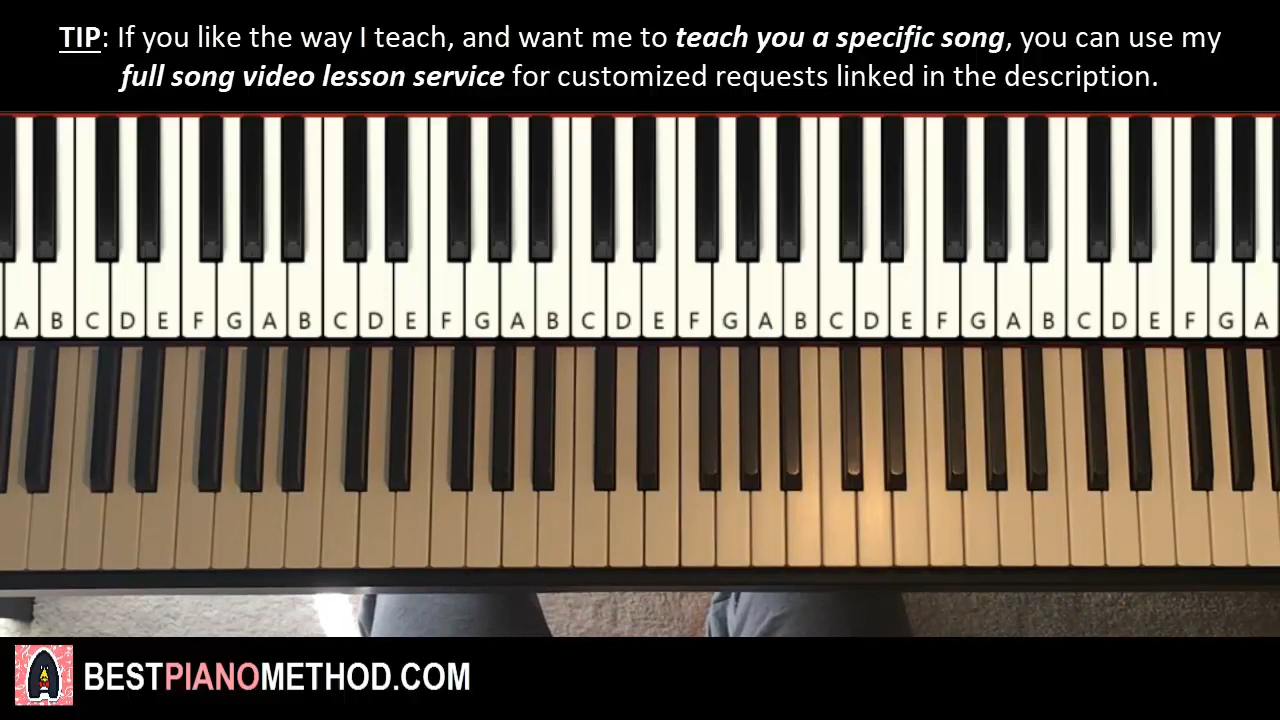 TIP: If you like the way I teach, and want me to teach you a specific song, you can use my
full song video lesson service for customized requests linked in the description.
A B C D E F G A B C D E F G A B C D E F G A B C D E F G A B C D E F G A
BESTPIANOMETHOD.COM